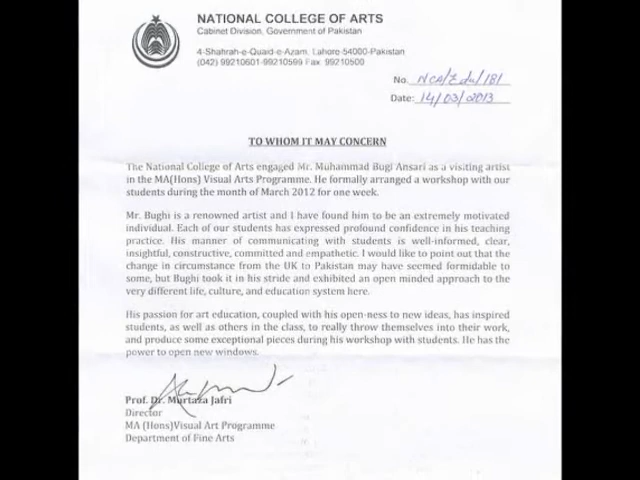 NATIONAL COLLEGE OF ARTS
Cabinet Division, Government of Pakistan
4-Shahrah-e-Quaid-e-Azam, Lahore-54000-Pakistan
(042) 99210601-99210599 Fax: 99210500
No. NCA/Edu/181
Date: 14/03/2013
TO WHOM IT MAY CONCERN
The National College of Arts engaged Mr. Muhammad Bugi Ansari as a visiting artist
in the MA(Hons) Visual Arts Programme. He formally arranged a workshop with our
students during the month of March 2012 for one week.
Mr. Bughi is a renowned artist and I have found him to be an extremely motivated
individual. Each of our students has expressed profound confidence in his teaching
practice. His manner of communicating with students is well-informed, clear,
insightful, constructive, committed and empathetic. I would like to point out that the
change in circumstance from the UK to Pakistan may have seemed formidable to
some, but Bughi took it in his stride and exhibited an open minded approach to the
very different life, culture, and education system here.
His passion for art education, coupled with his open-ness to new ideas, has inspired
students, as well as others in the class, to really throw themselves into their work,
and produce some exceptional pieces during his workshop with students. He has the
power to open new windows.
Prof. Dr. Murtaza Jafri
Director
MA (Hons)Visual Art Programme
Department of Fine Arts